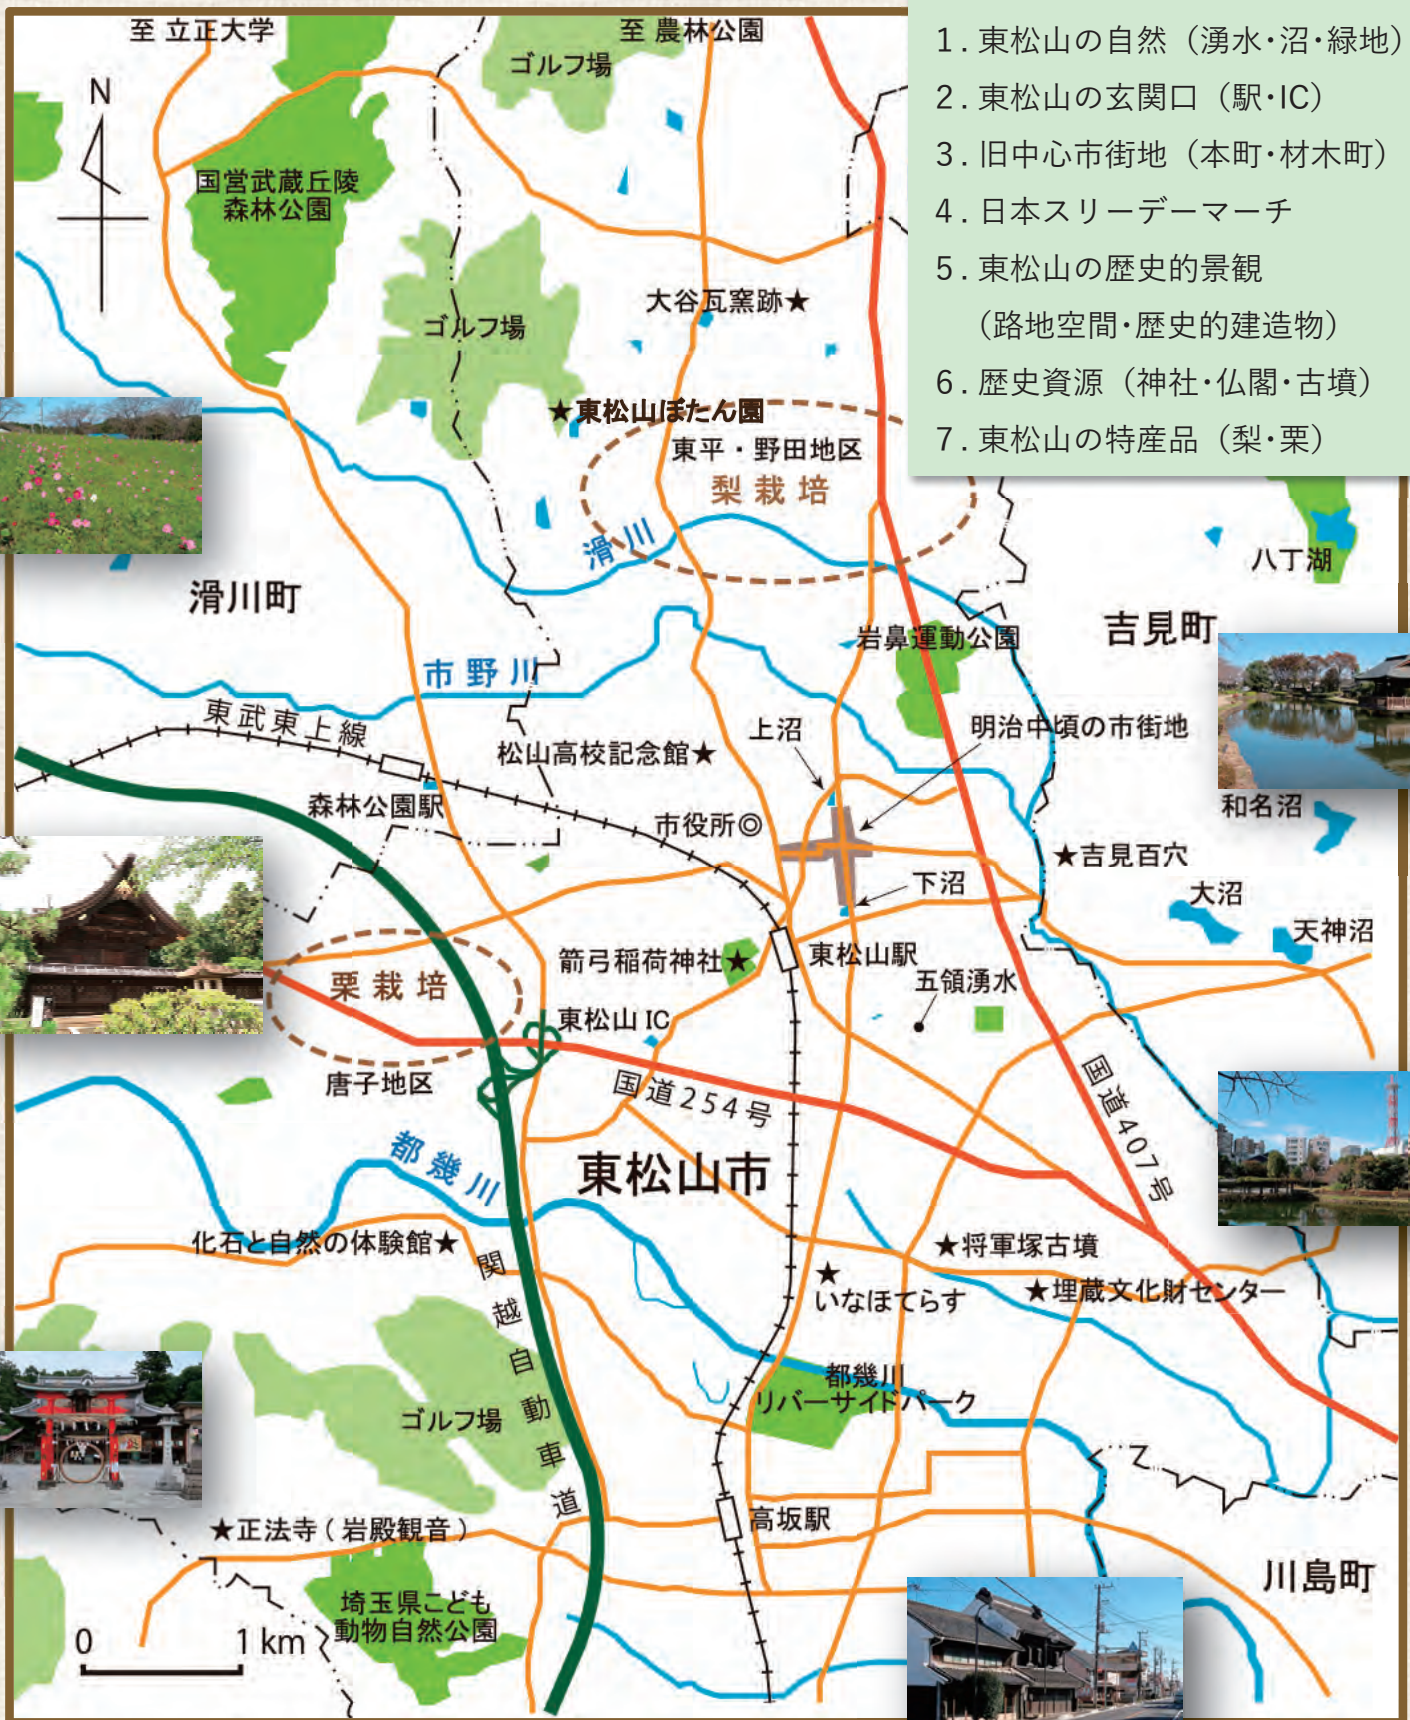 1. 東松山の自然（湧水・沼・緑地）
2. 東松山の玄関口（駅・IC）
3. 旧中心市街地（本町・材木町）
4. 日本スリーデーマーチ
5. 東松山の歴史的景観
（路地空間・歴史的建造物）
6. 歴史資源（神社・仏閣・古墳）
7. 東松山の特産品（梨・栗）
至 立正大学
至 農林公園
ゴルフ場
N
国営武蔵丘陵
森林公園
大谷瓦窯跡★
ゴルフ場
★東松山ぼたん園
東平・野田地区
梨栽培
滑川
八丁湖
滑川町
吉見町
岩鼻運動公園
市野川
東武東上線
上沼
明治中頃の市街地
松山高校記念館★
森林公園駅
市役所◎
和名沼
★吉見百穴
下沼
大沼
天神沼
箭弓稲荷神社★
東松山駅
栗栽培
五領湧水
東松山 IC
唐子地区
国道254号
国道407号
都幾川
東松山市
化石と自然の体験館★
関越自動車道
★将軍塚古墳
★
いなほてらす
★埋蔵文化財センター
都幾川
リバーサイドパーク
ゴルフ場
高坂駅
★正法寺（岩殿観音）
川島町
埼玉県こども
動物自然公園
0 1 km